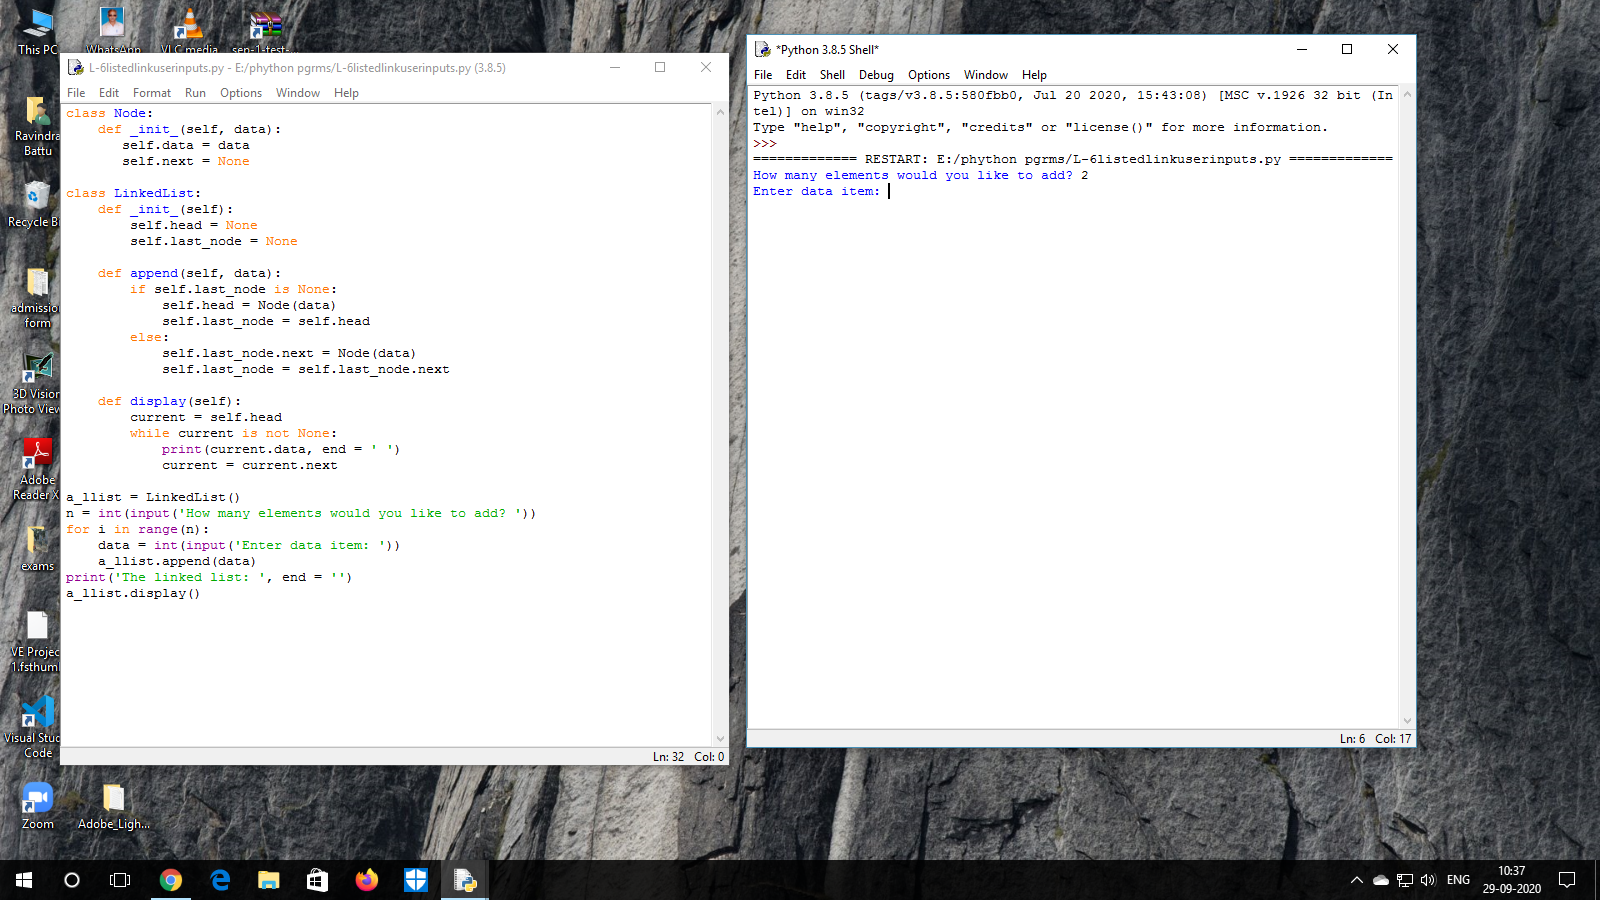 This PC
WhatsApp
VLC media
sen-1-test-...
Ravindra
Battu
Recycle Bi
admission
form
3D Vision
Photo View
Adobe
Reader X
exams
VE Projec
1.fsthuml
Visual Stud
Code
Zoom
Adobe_Ligh...
L-6listedlinkuserinputs.py - E:/phython pgrms/L-6listedlinkuserinputs.py (3.8.5)
File Edit Format Run Options Window Help
class Node:
    def _init_(self, data):
       self.data = data
       self.next = None

class LinkedList:
    def _init_(self):
        self.head = None
        self.last_node = None

    def append(self, data):
        if self.last_node is None:
            self.head = Node(data)
            self.last_node = self.head
        else:
            self.last_node.next = Node(data)
            self.last_node = self.last_node.next

    def display(self):
        current = self.head
        while current is not None:
            print(current.data, end = ' ')
            current = current.next

a_llist = LinkedList()
n = int(input('How many elements would you like to add? '))
for i in range(n):
    data = int(input('Enter data item: '))
    a_llist.append(data)
print('The linked list: ', end = '')
a_llist.display()
Ln: 32 Col: 0
*Python 3.8.5 Shell*
File Edit Shell Debug Options Window Help
Python 3.8.5 (tags/v3.8.5:580fbb0, Jul 20 2020, 15:43:08) [MSC v.1926 32 bit (In
tel)] on win32
Type "help", "copyright", "credits" or "license()" for more information.
>>>
============= RESTART: E:/phython pgrms/L-6listedlinkuserinputs.py =============
How many elements would you like to add? 2
Enter data item:
Ln: 6 Col: 17
ENG
10:37
29-09-2020